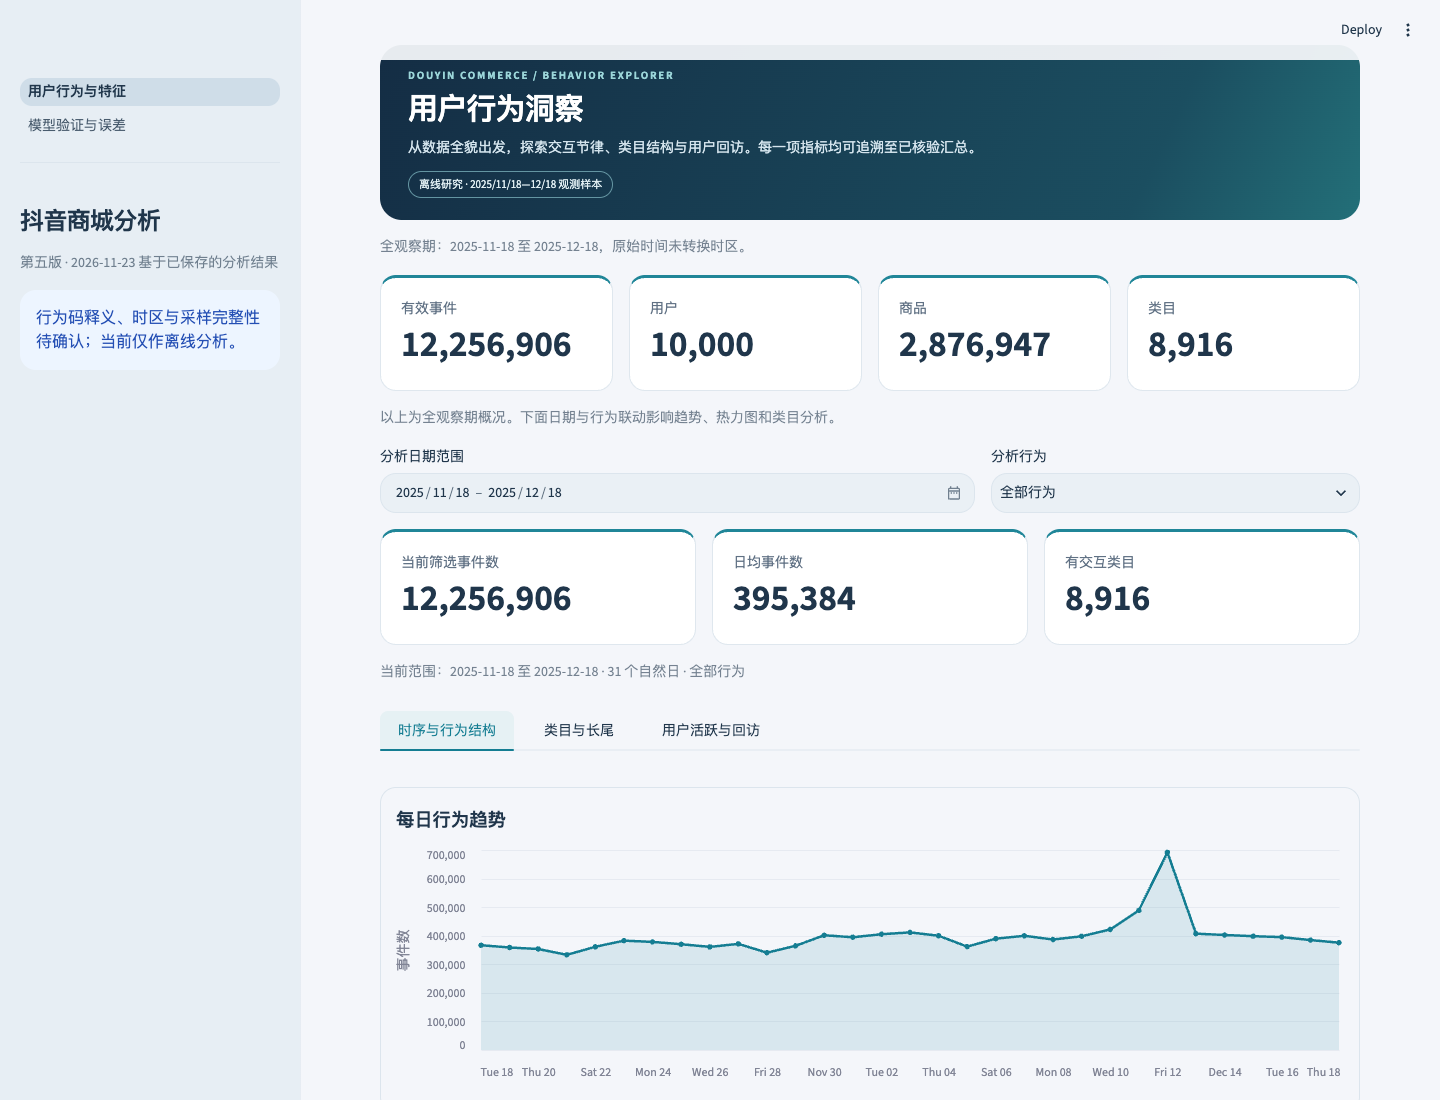 Deploy
用户行为与特征
模型验证与误差
抖音商城分析
第五版 · 2026-11-23 基于已保存的分析结果
行为码释义、时区与采样完整性
待确认；当前仅作离线分析。
DOUYIN COMMERCE / BEHAVIOR EXPLORER
用户行为洞察
从数据全貌出发，探索交互节律、类目结构与用户回访。每一项指标均可追溯至已核验汇总。
离线研究 · 2025/11/18—12/18 观测样本
全观察期：2025-11-18 至 2025-12-18，原始时间未转换时区。
有效事件
12,256,906
用户
10,000
商品
2,876,947
类目
8,916
以上为全观察期概况。下面日期与行为联动影响趋势、热力图和类目分析。
分析日期范围
2025 / 11 / 18 – 2025 / 12 / 18
分析行为
全部行为
当前筛选事件数
12,256,906
日均事件数
395,384
有交互类目
8,916
当前范围：2025-11-18 至 2025-12-18 · 31 个自然日 · 全部行为
时序与行为结构 类目与长尾 用户活跃与回访
每日行为趋势
事件数
700,000
600,000
500,000
400,000
300,000
200,000
100,000
0
Tue 18 Thu 20 Sat 22 Mon 24 Wed 26 Fri 28 Nov 30 Tue 02 Thu 04 Sat 06 Mon 08 Wed 10 Fri 12 Dec 14 Tue 16 Thu 18